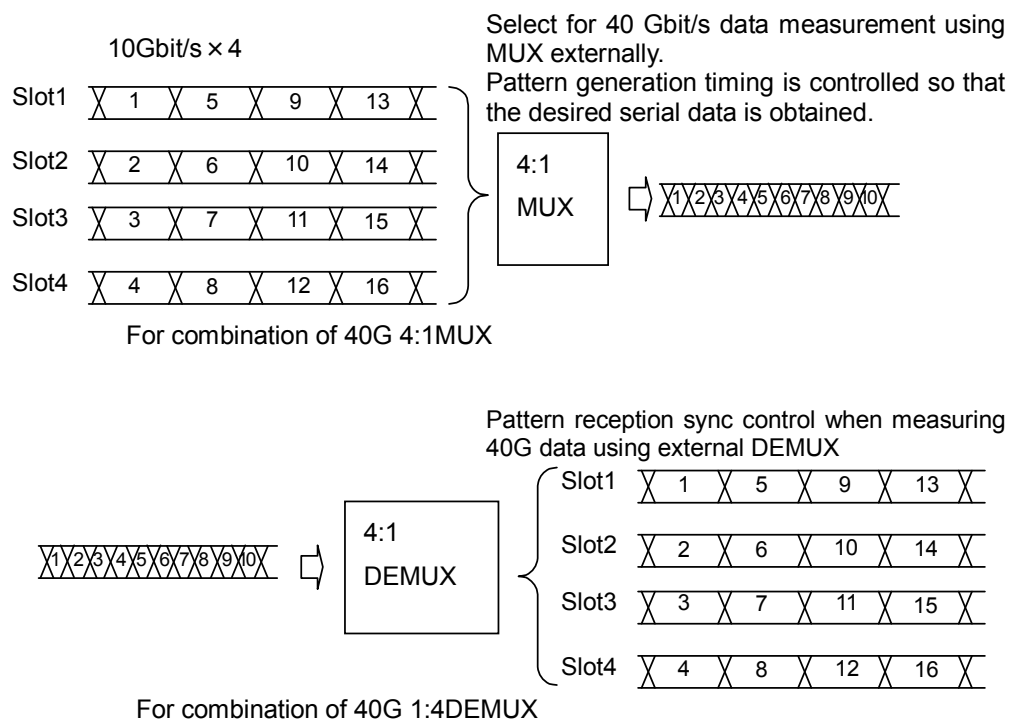 10Gbit/s × 4
Select for 40 Gbit/s data measurement using
MUX externally.
Pattern generation timing is controlled so that
the desired serial data is obtained.
Slot1 1 5 9 13
Slot2 2 6 10 14
Slot3 3 7 11 15
Slot4 4 8 12 16
4:1
MUX
1 2 3 4 5 6 7 8 9 10
For combination of 40G 4:1MUX
Pattern reception sync control when measuring
40G data using external DEMUX
1 2 3 4 5 6 7 8 9 10
4:1
DEMUX
Slot1 1 5 9 13
Slot2 2 6 10 14
Slot3 3 7 11 15
Slot4 4 8 12 16
For combination of 40G 1:4DEMUX